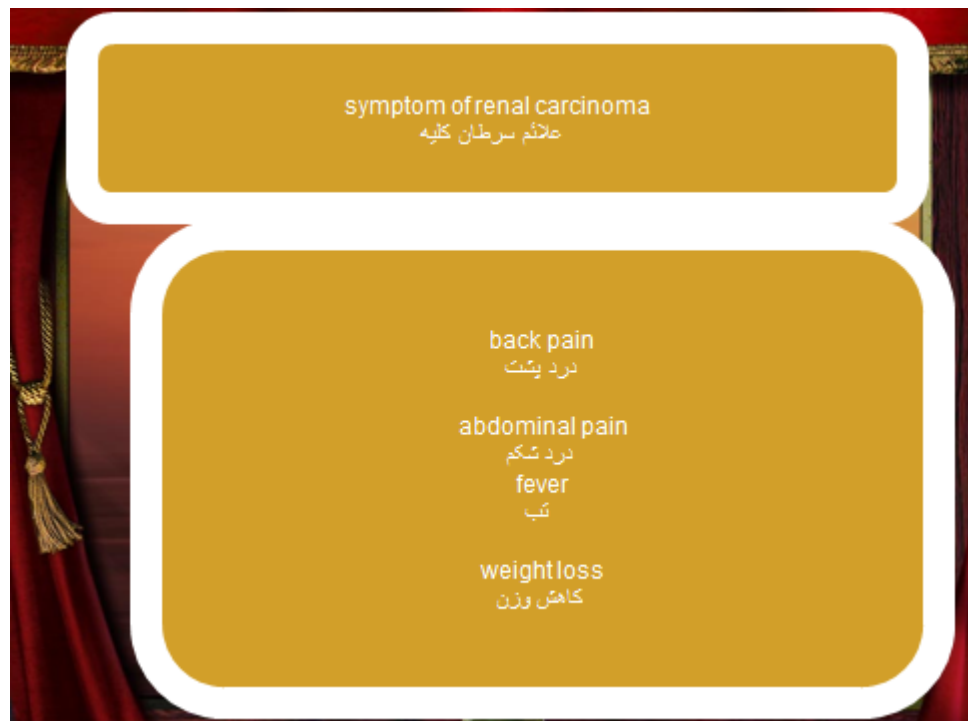 symptom of renal carcinoma
علائم سرطان کلیه
back pain
درد پشت
abdominal pain
درد شکم
fever
تب
weight loss
کاهش وزن